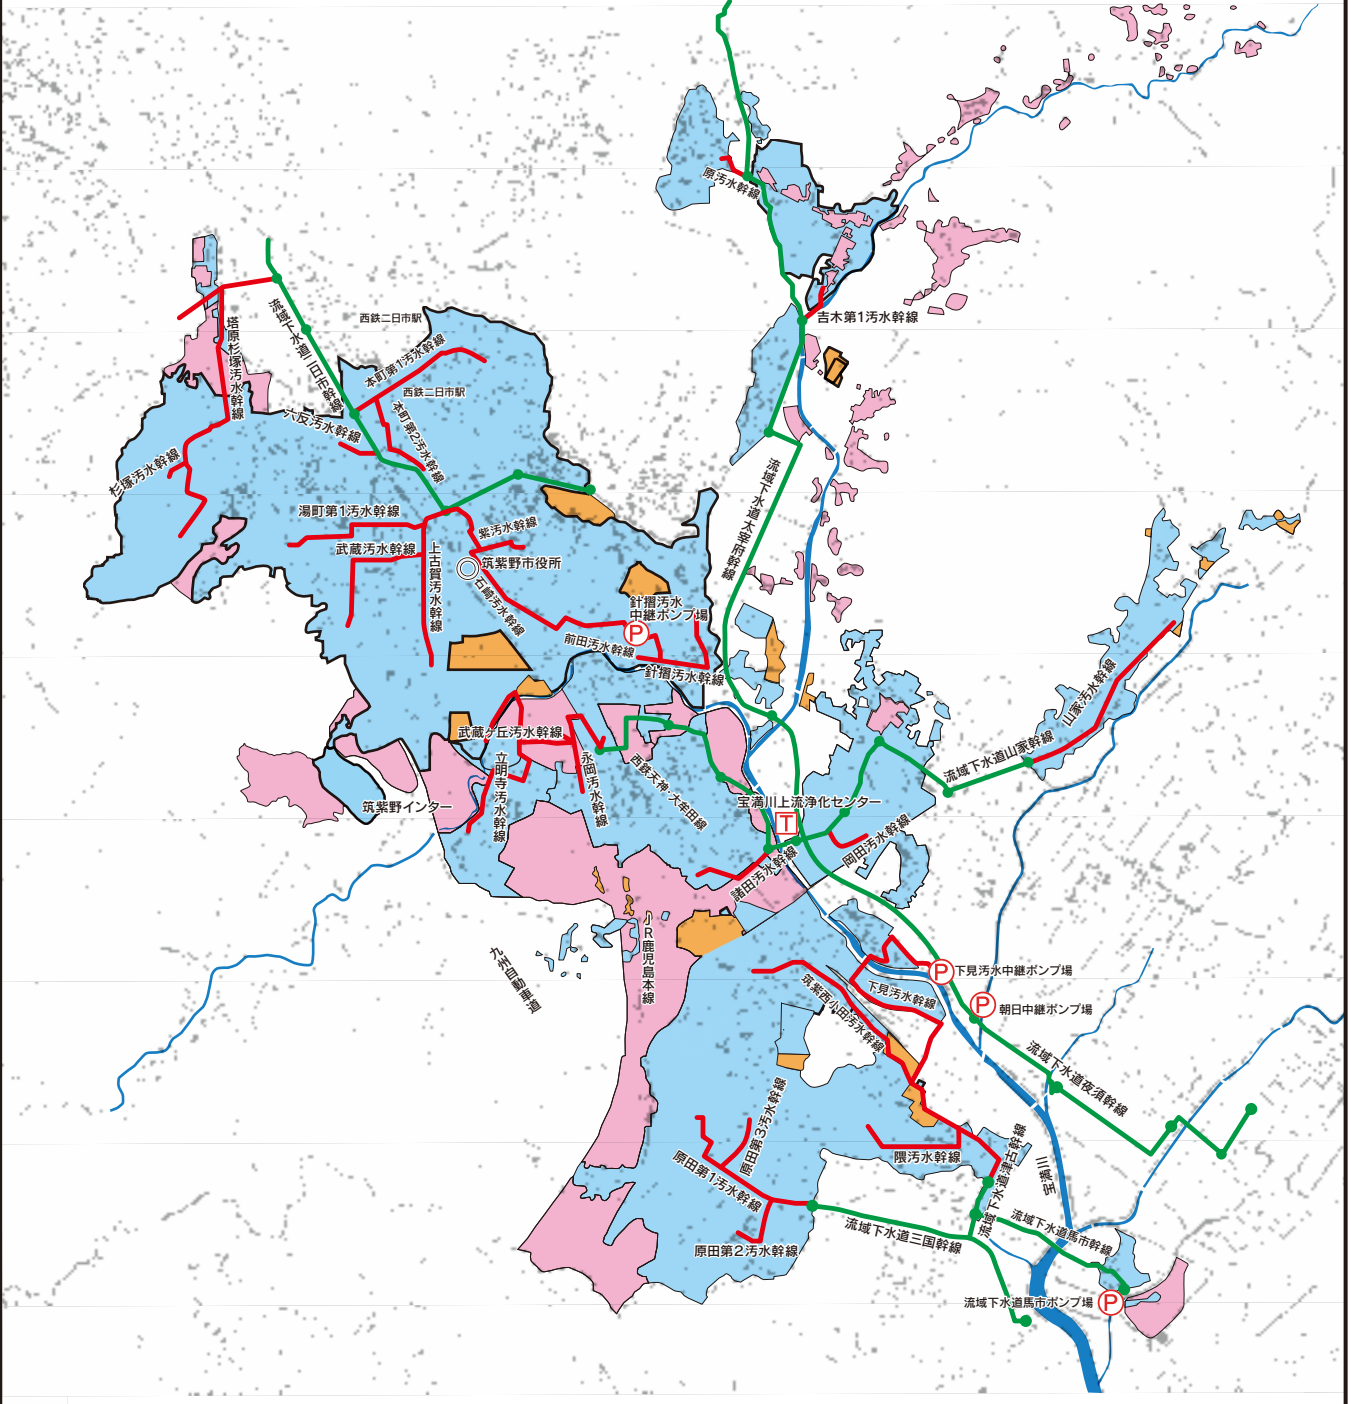 原汚水幹線
吉木第1汚水幹線
西鉄二日市駅
流域下水道二日市幹線
塔原杉塚汚水幹線
本町第1汚水幹線
西鉄二日市駅
本町第2汚水幹線
六反汚水幹線
杉塚汚水幹線
流域下水道太宰府幹線
湯町第1汚水幹線
紫汚水幹線
武蔵汚水幹線
上古賀汚水幹線
筑紫野市役所
石崎汚水幹線
針摺汚水
中継ポンプ場
P
前田汚水幹線
針摺汚水幹線
山家汚水幹線
武蔵ヶ丘汚水幹線
立明寺汚水幹線
永岡汚水幹線
西鉄天神・大牟田線
流域下水道山家幹線
筑紫野インター
宝満川上流浄化センター
T
岡田汚水幹線
諸田汚水幹線
JR鹿児島本線
九州自動車道
P
下見汚水中継ポンプ場
筑紫西小田汚水幹線
下見汚水幹線
P
朝日中継ポンプ場
流域下水道夜須幹線
原田第3汚水幹線
原田第1汚水幹線
隈汚水幹線
流域下水道津古幹線
宝満川
流域下水道三国幹線
流域下水道馬市幹線
原田第2汚水幹線
流域下水道馬市ポンプ場
P